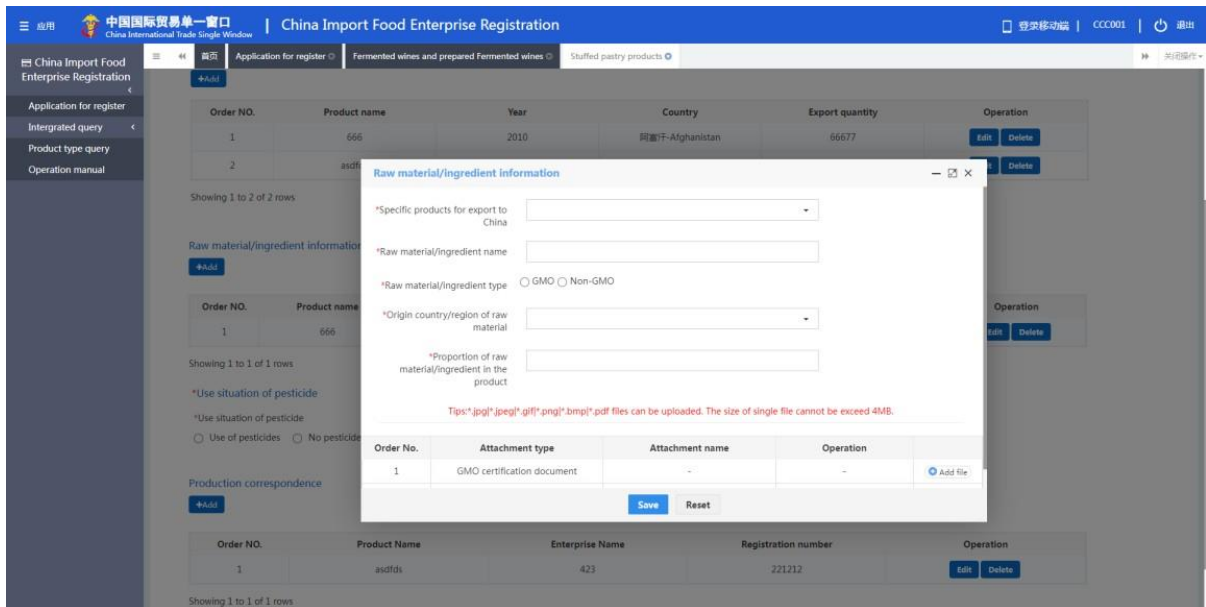 应用
中国国际贸易单一窗口
China International Trade Single Window
China Import Food Enterprise Registration
登录移动端
CCC001
退出
China Import Food
Enterprise Registration
Application for register
Intergrated query
Product type query
Operation manual
首页
Application for register
Fermented wines and prepared Fermented wines
Stuffed pastry products
关闭操作
+Add
Order NO. Product name Year Country Export quantity Operation
1 666 2010 阿富汗-Afghanistan 66677 Edit Delete
2 Delete
Showing 1 to 2 of 2 rows
Raw material/ingredient information
+Add
Order NO. Product name Operation
1 666 Edit Delete
Showing 1 to 1 of 1 rows
*Use situation of pesticide
*Use situation of pesticide
Use of pesticides No pesticide
Production correspondence
+Add
Order NO. Product Name Enterprise Name Registration number Operation
1 asdfds 423 221212 Edit Delete
Showing 1 to 1 of 1 rows
Raw material/ingredient information
*Specific products for export to
China
*Raw material/ingredient name
*Raw material/ingredient type GMO Non-GMO
*Origin country/region of raw
material
*Proportion of raw
material/ingredient in the
product
Tips:*.jpg|*.jpeg|*.gif|*.png|*.bmp|*.pdf files can be uploaded. The size of single file cannot be exceed 4MB.
Order No. Attachment type Attachment name Operation
1 GMO certification document - - Add file
Save Reset